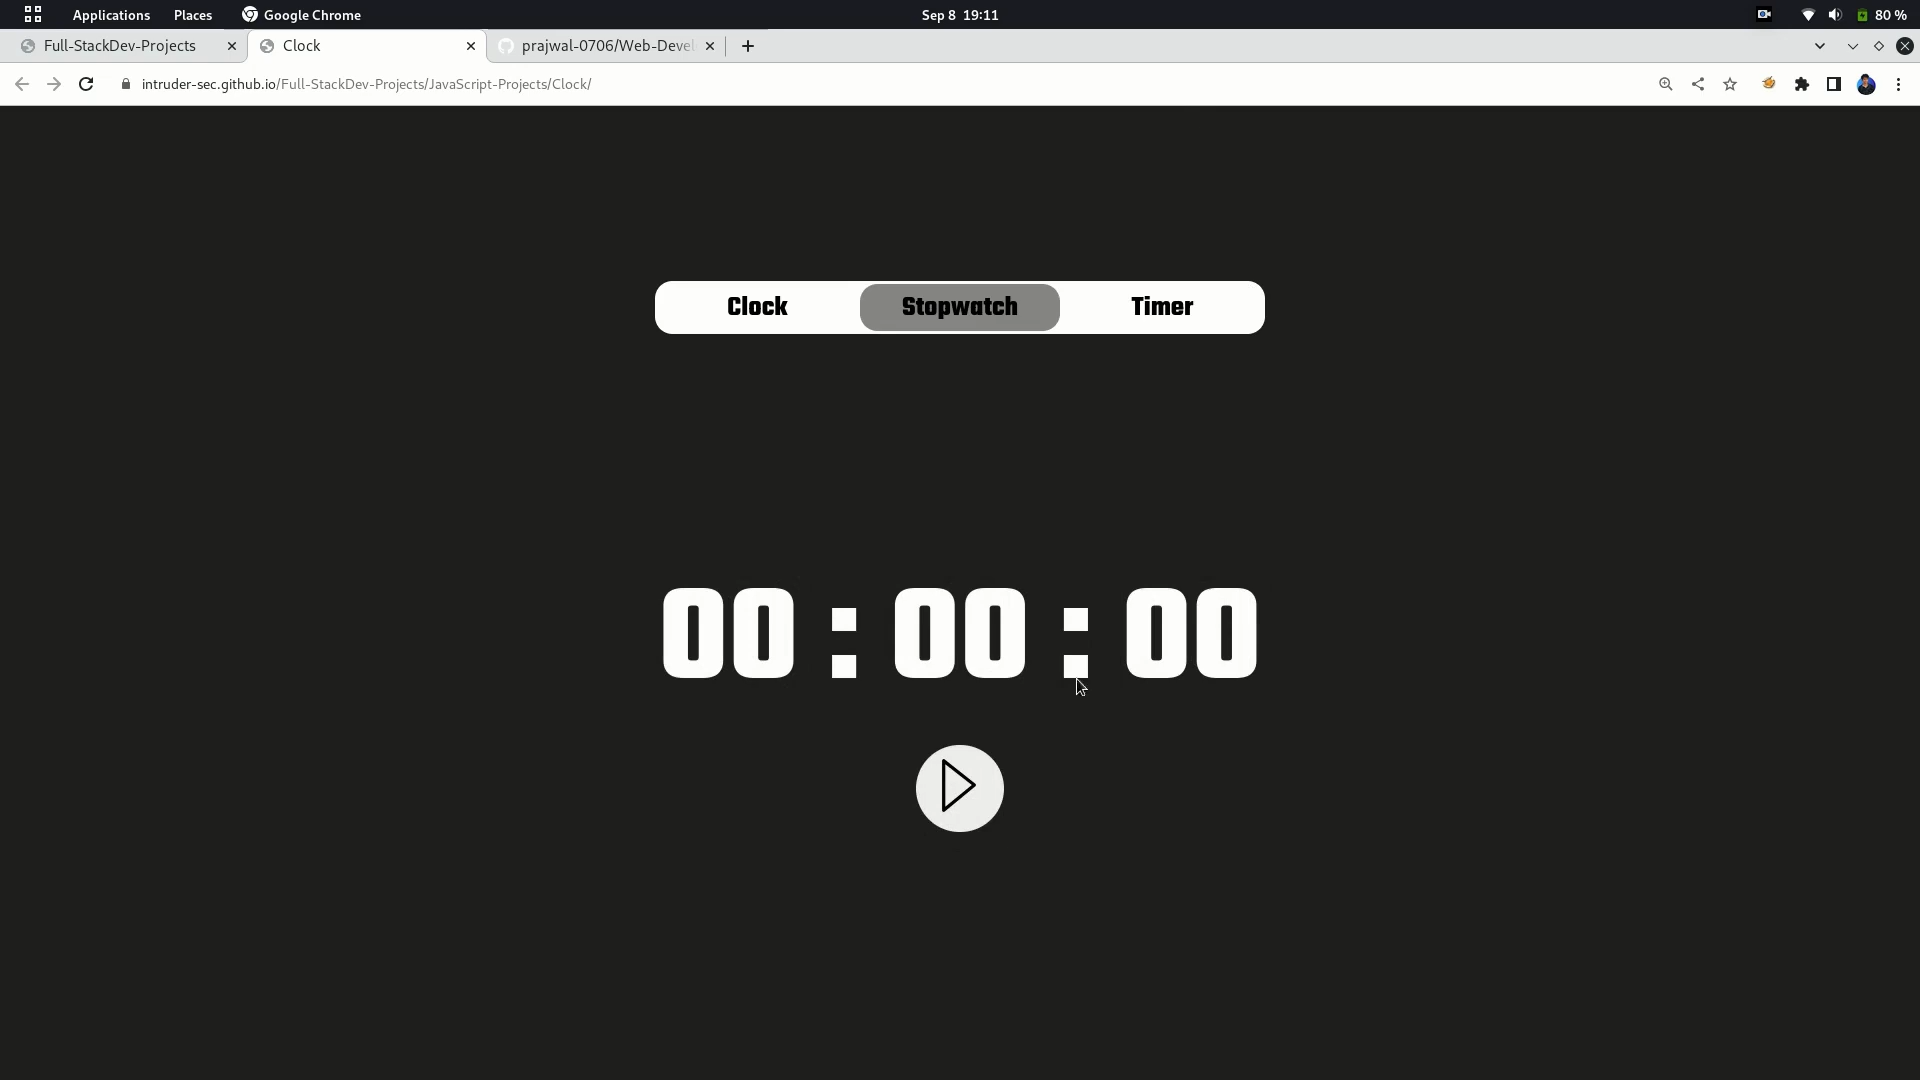 Applications Places Google Chrome Sep 8 19:11 80 %
Full-StackDev-Projects Clock prajwal-0706/Web-Devel
intruder-sec.github.io/Full-StackDev-Projects/JavaScript-Projects/Clock/
Clock Stopwatch Timer
00 : 00 : 00